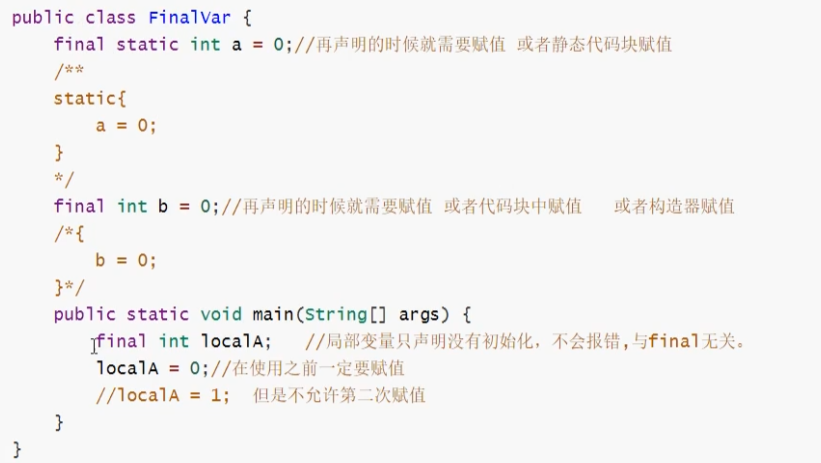 public class FinalVar {
final static int a = 0;//再声明的时候就需要赋值 或者静态代码块赋值
/**
static{
a = 0;
}
*/
final int b = 0;//再声明的时候就需要赋值 或者代码块中赋值 或者构造器赋值
/*{
b = 0;
}*/
public static void main(String[] args) {
final int localA; //局部变量只声明没有初始化，不会报错,与final无关。
localA = 0;//在使用之前一定要赋值
//localA = 1; 但是不允许第二次赋值
}
}